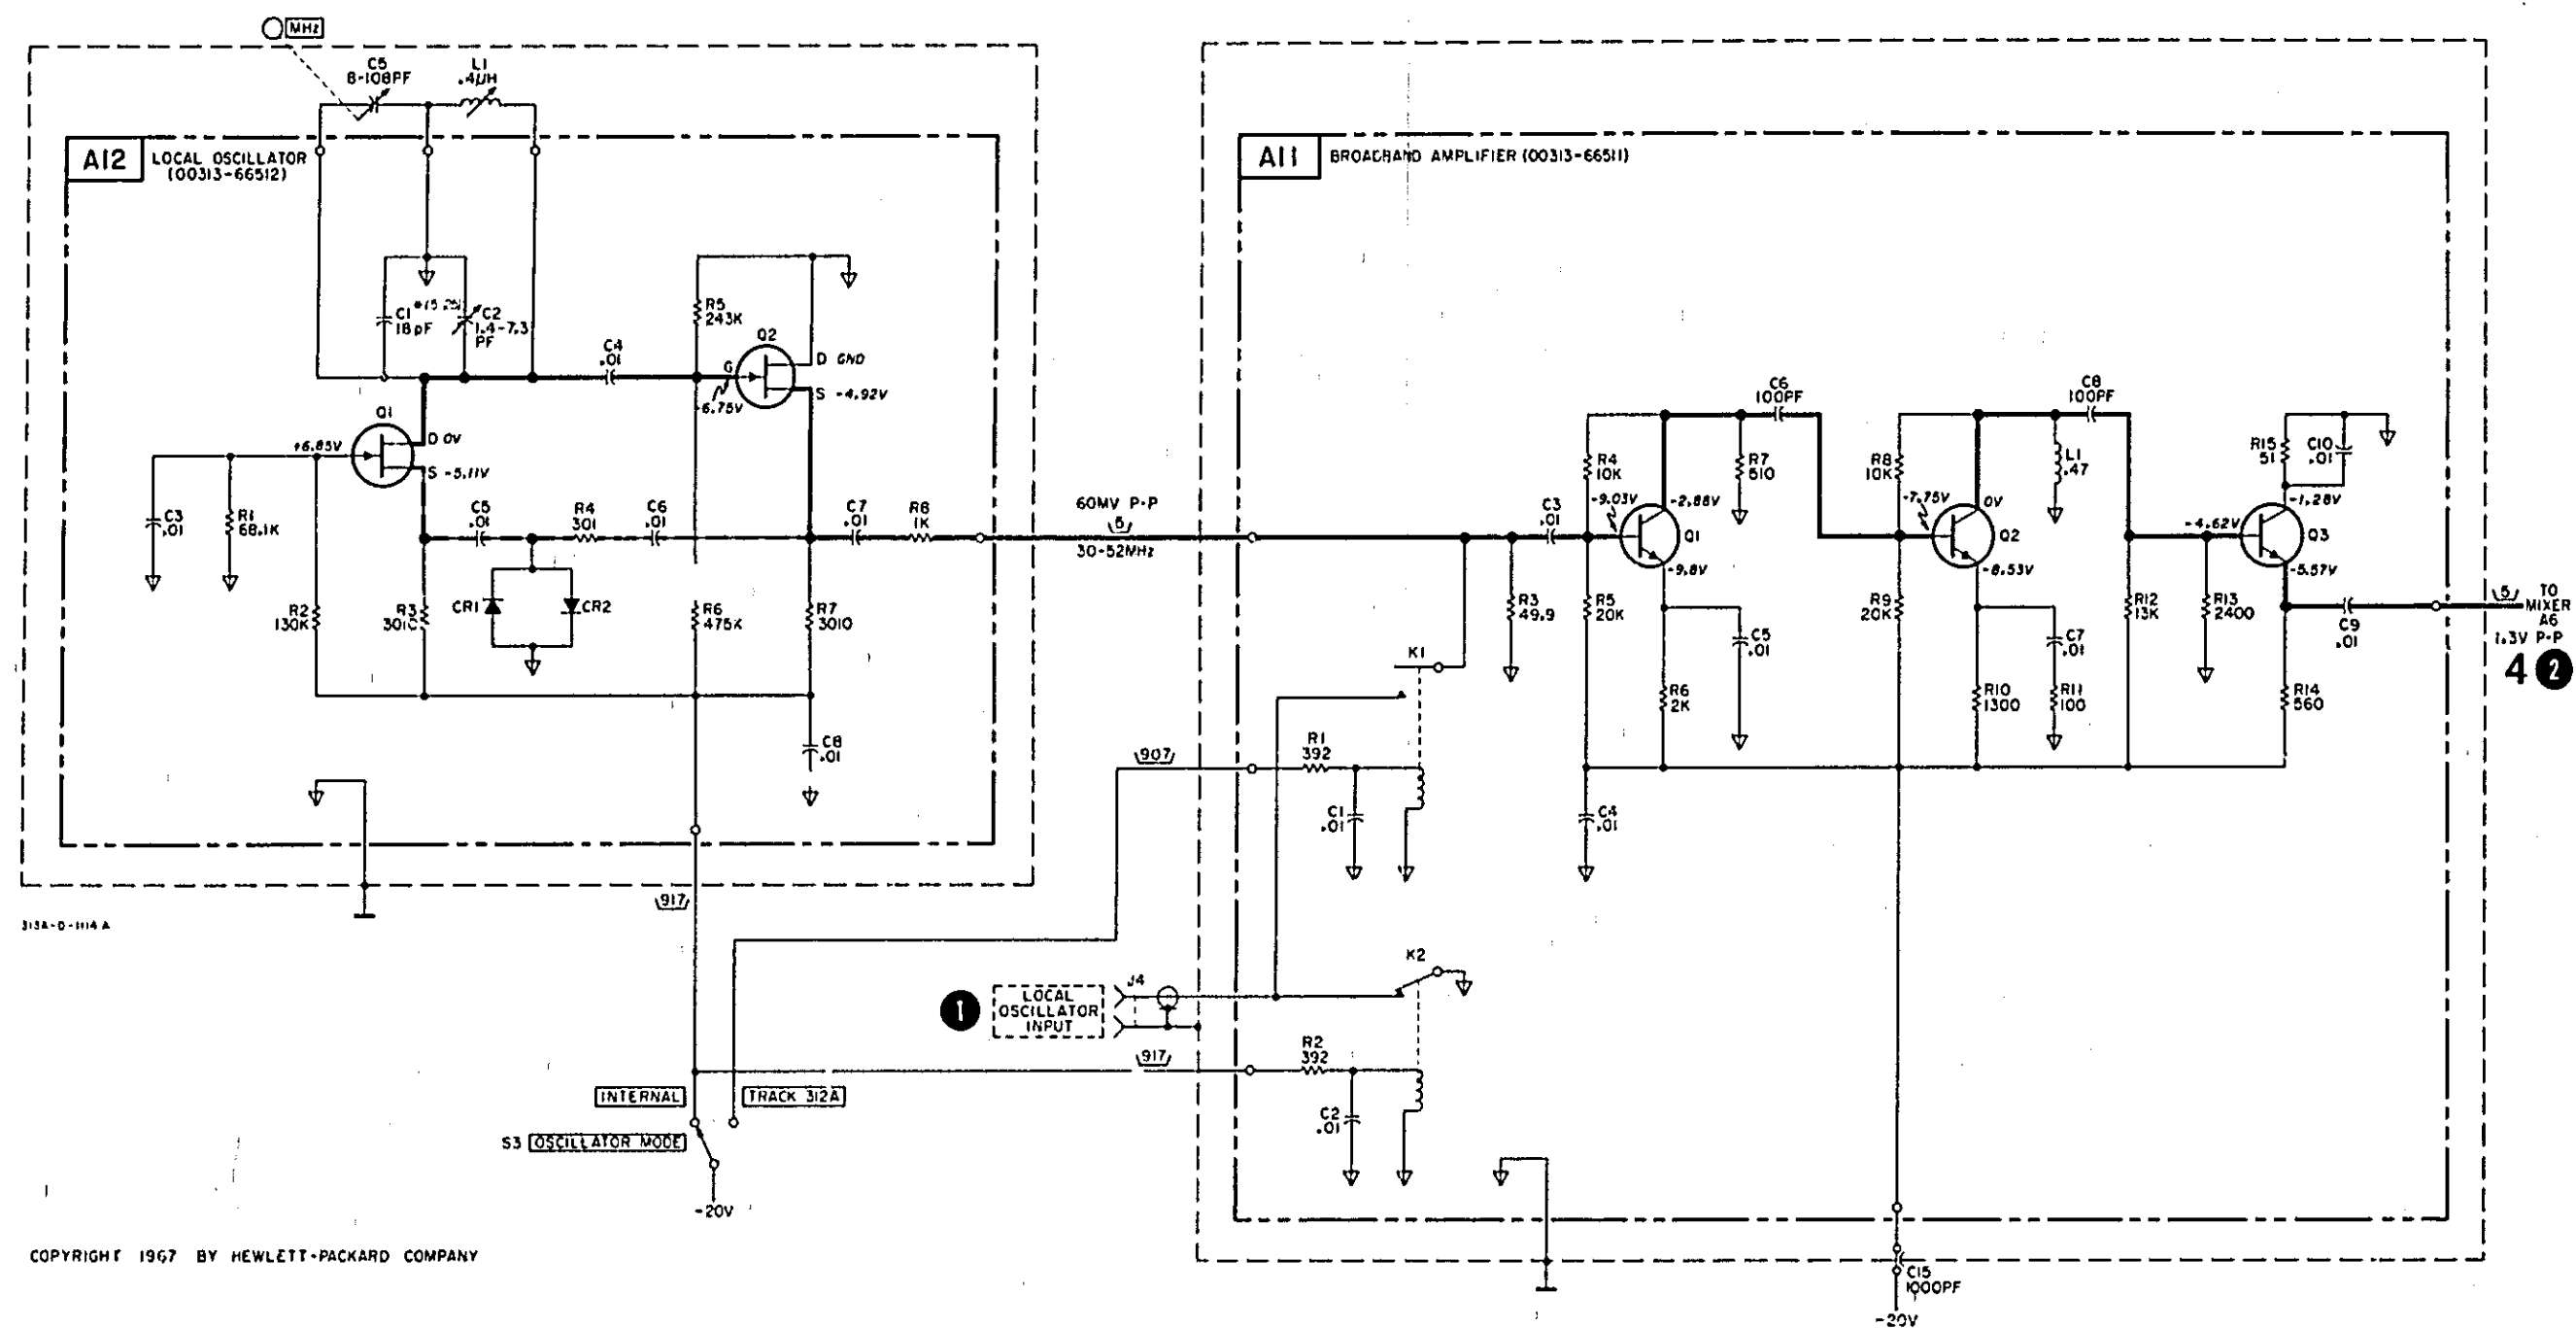 MHz
C5
8-108PF
L1
.4µH
A12
LOCAL OSCILLATOR
(00313-66512)
C1
18pF
C2
1.4-7.3
PF
R5
243K
C4
.01
Q2
G
D GND
-6.75V
S -4.92V
Q1
D 0V
+6.85V
S -5.11V
C3
.01
R1
68.1K
C5
.01
R4
301
C6
.01
C7
.01
R8
1K
R2
130K
R3
CR1
CR2
R6
475K
R7
3010
C8
.01
60MV P-P
5
30-52MHz
313A-D-1114A
917
907
A11
BROADBAND AMPLIFIER (00313-66511)
R4
10K
-9.03V
-2.88V
C3
.01
Q1
-9.8V
R7
510
C6
100PF
R3
49.9
R5
20K
C5
.01
R6
2K
R8
10K
-7.75V
0V
Q2
-8.53V
L1
.47
C8
100PF
R9
20K
R10
1300
C7
.01
R11
100
R12
13K
R13
2400
-4.62V
R15
51
C10
.01
-1.28V
Q3
-5.57V
C9
.01
R14
560
5
TO
MIXER
A6
1.3V P-P
4 2
K1
R1
392
C1
.01
C4
.01
K2
1
LOCAL
OSCILLATOR
INPUT
J4
917
R2
392
C2
.01
INTERNAL
TRACK 312A
S3 OSCILLATOR MODE
-20V
C15
1000PF
-20V
COPYRIGHT 1967 BY HEWLETT-PACKARD COMPANY